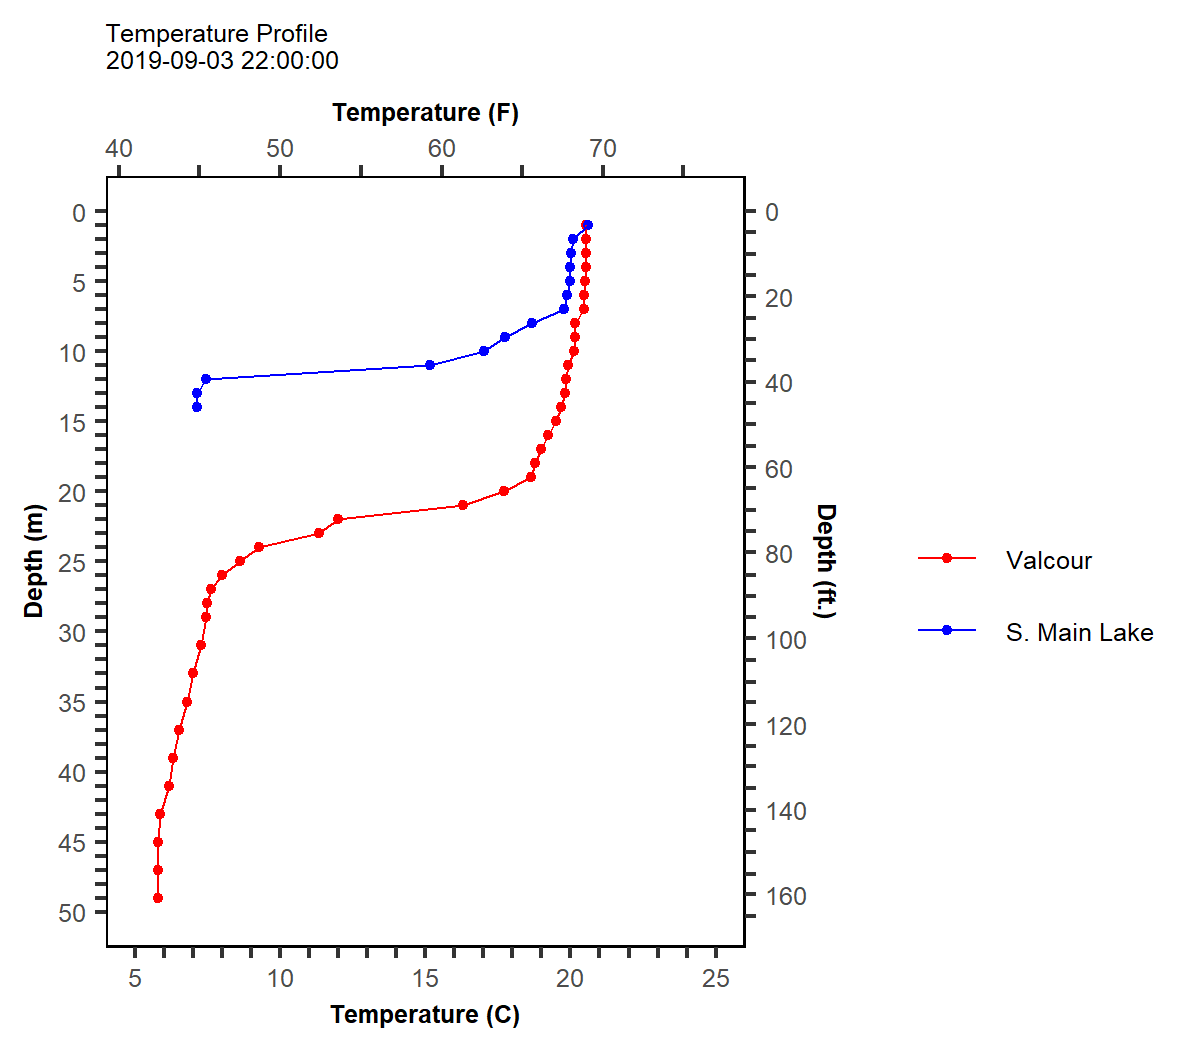 Temperature Profile
2019-09-03 22:00:00
Temperature (F)
40 50 60 70
0 0
5
20
10
40
15
60
20
80
25
100
30
35
120
40
140
45
160
50
Depth (m)
Depth (ft.)
Valcour
S. Main Lake
5 10 15 20 25
Temperature (C)